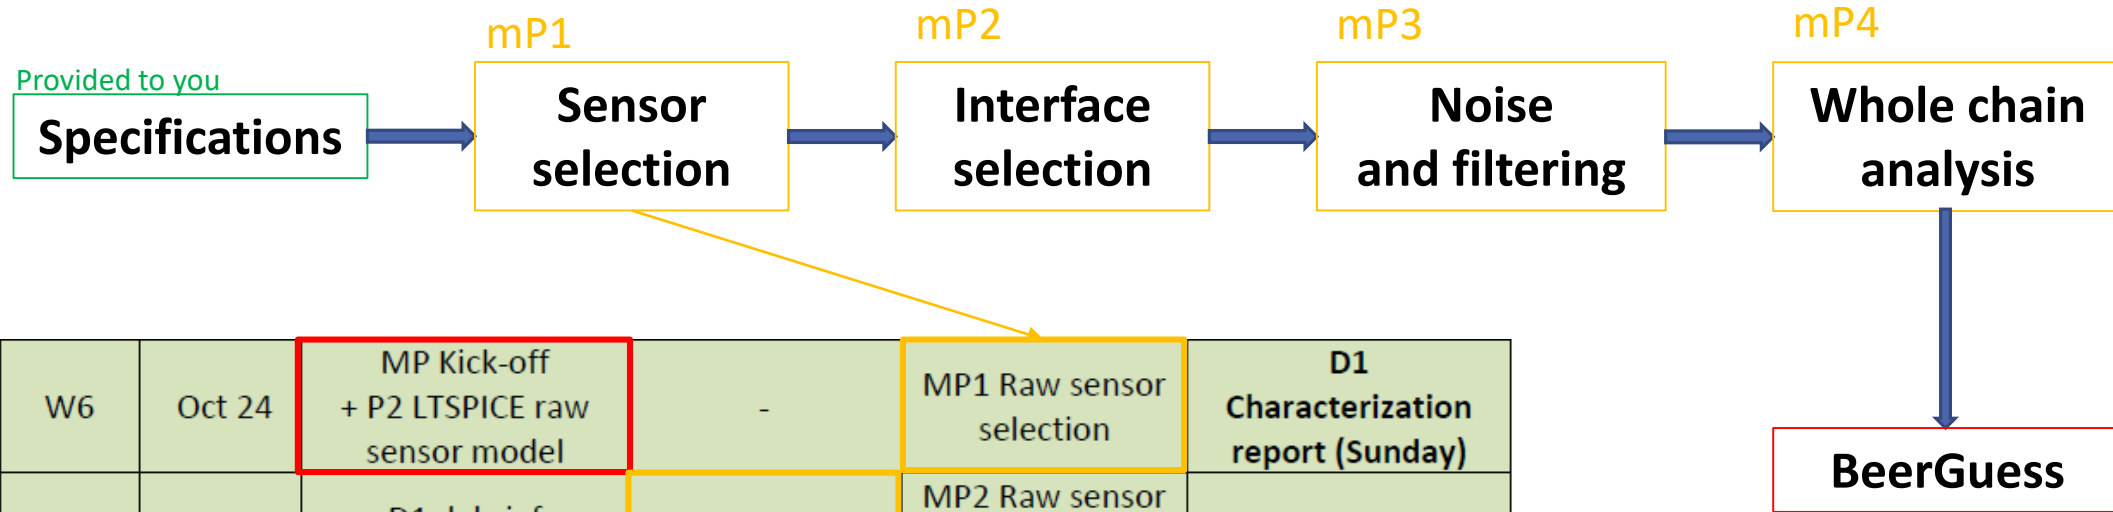 mP1
mP2
mP3
mP4
Provided to you
Specifications
Sensor
selection
Interface
selection
Noise
and filtering
Whole chain
analysis
W6
Oct 24
MP Kick-off
+ P2 LTSPICE raw
sensor model
-
MP1 Raw sensor
selection
D1
Characterization
report (Sunday)
MP2 Raw sensor
BeerGuess